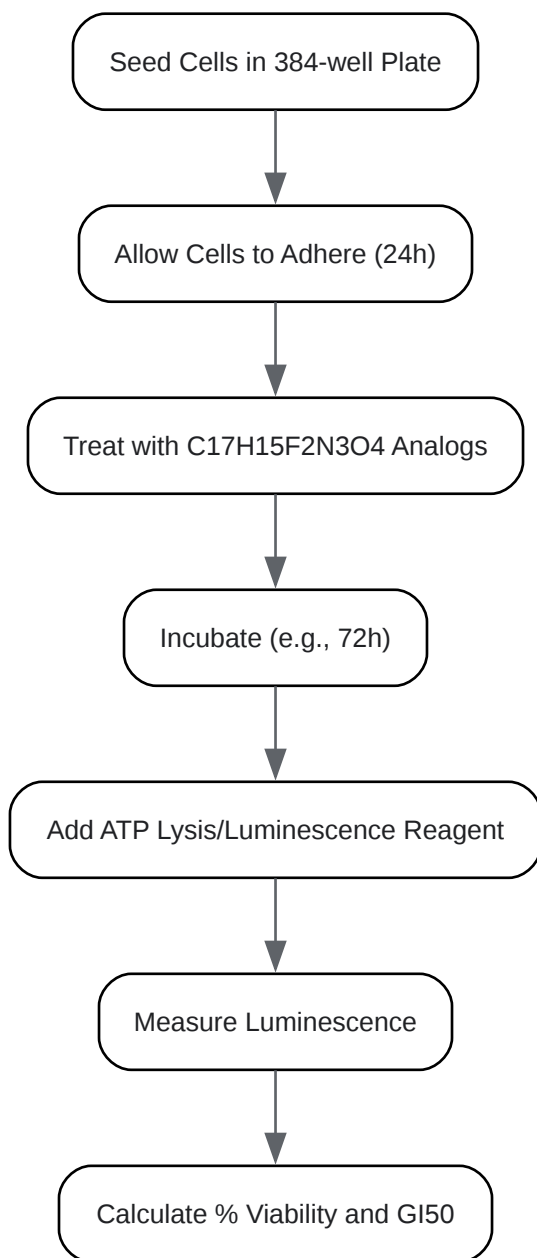 Seed Cells in 384-well Plate
Allow Cells to Adhere (24h)
Treat with C17H15F2N3O4 Analogs
Incubate (e.g., 72h)
Add ATP Lysis/Luminescence Reagent
Measure Luminescence
Calculate % Viability and GI50